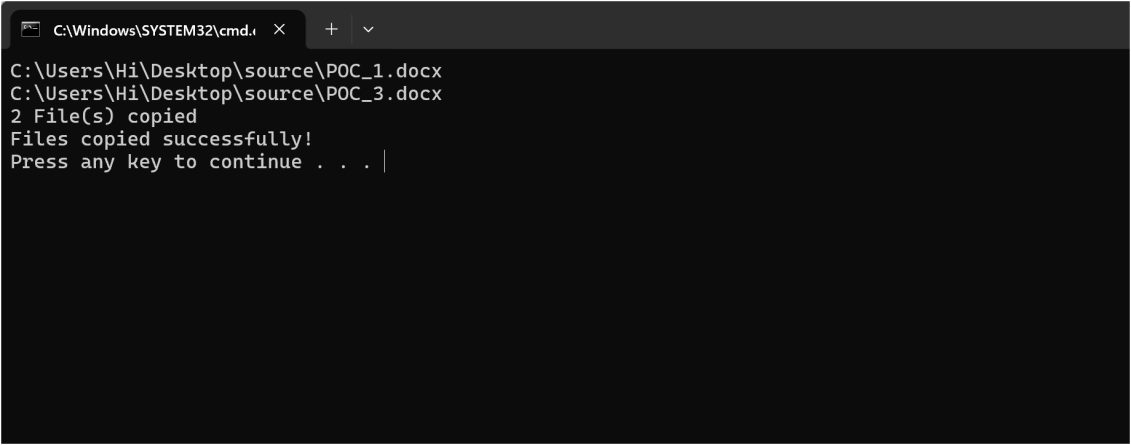 C:\Windows\SYSTEM32\cmd.e
C:\Users\Hi\Desktop\source\POC_1.docx
C:\Users\Hi\Desktop\source\POC_3.docx
2 File(s) copied
Files copied successfully!
Press any key to continue . . .